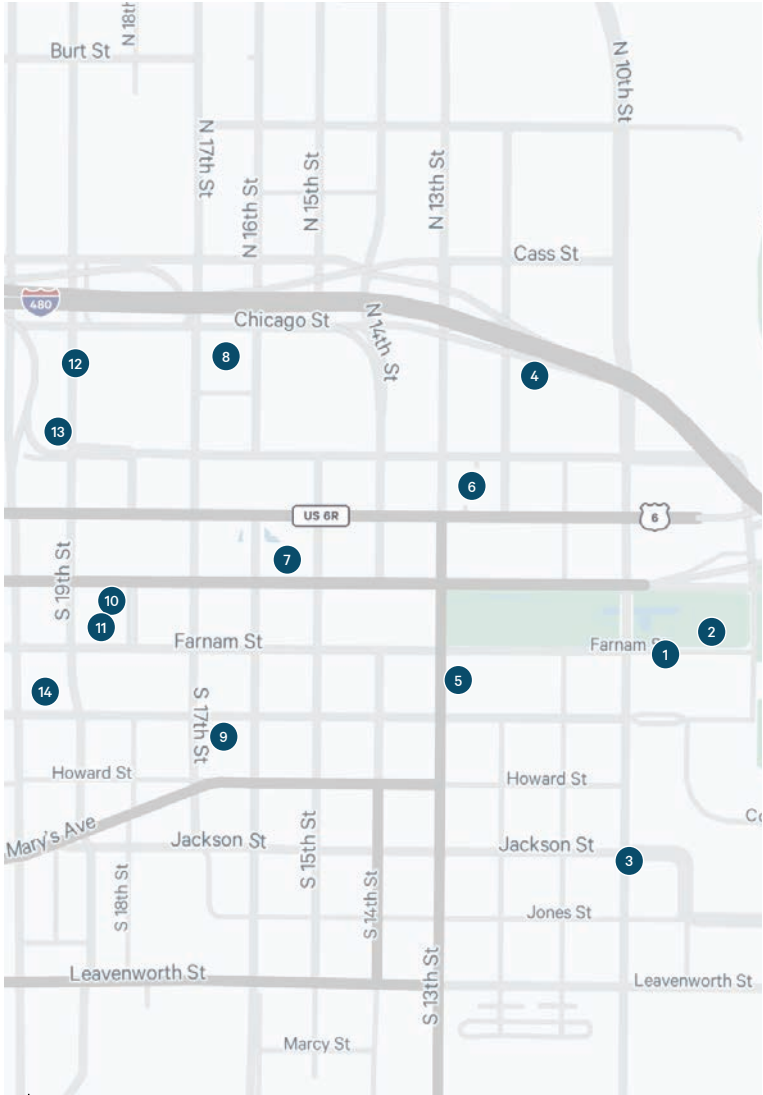 N 18th
Burt St
N 10th St
N 17th St
N 15th St
N 13th St
N 16th St
Cass St
480
Chicago St
N 14th St
8
12
4
13
6
US 6R
6
7
S 19th St
10
11
Farnam St
2
Farnam S
1
5
14
S 17th St
9
Howard St
Howard St
Mary's Ave
Jackson St
Jackson St
S 15th St
3
S 18th St
S 14th St
Jones St
S 13th St
Leavenworth St
Leavenworth St
Marcy St